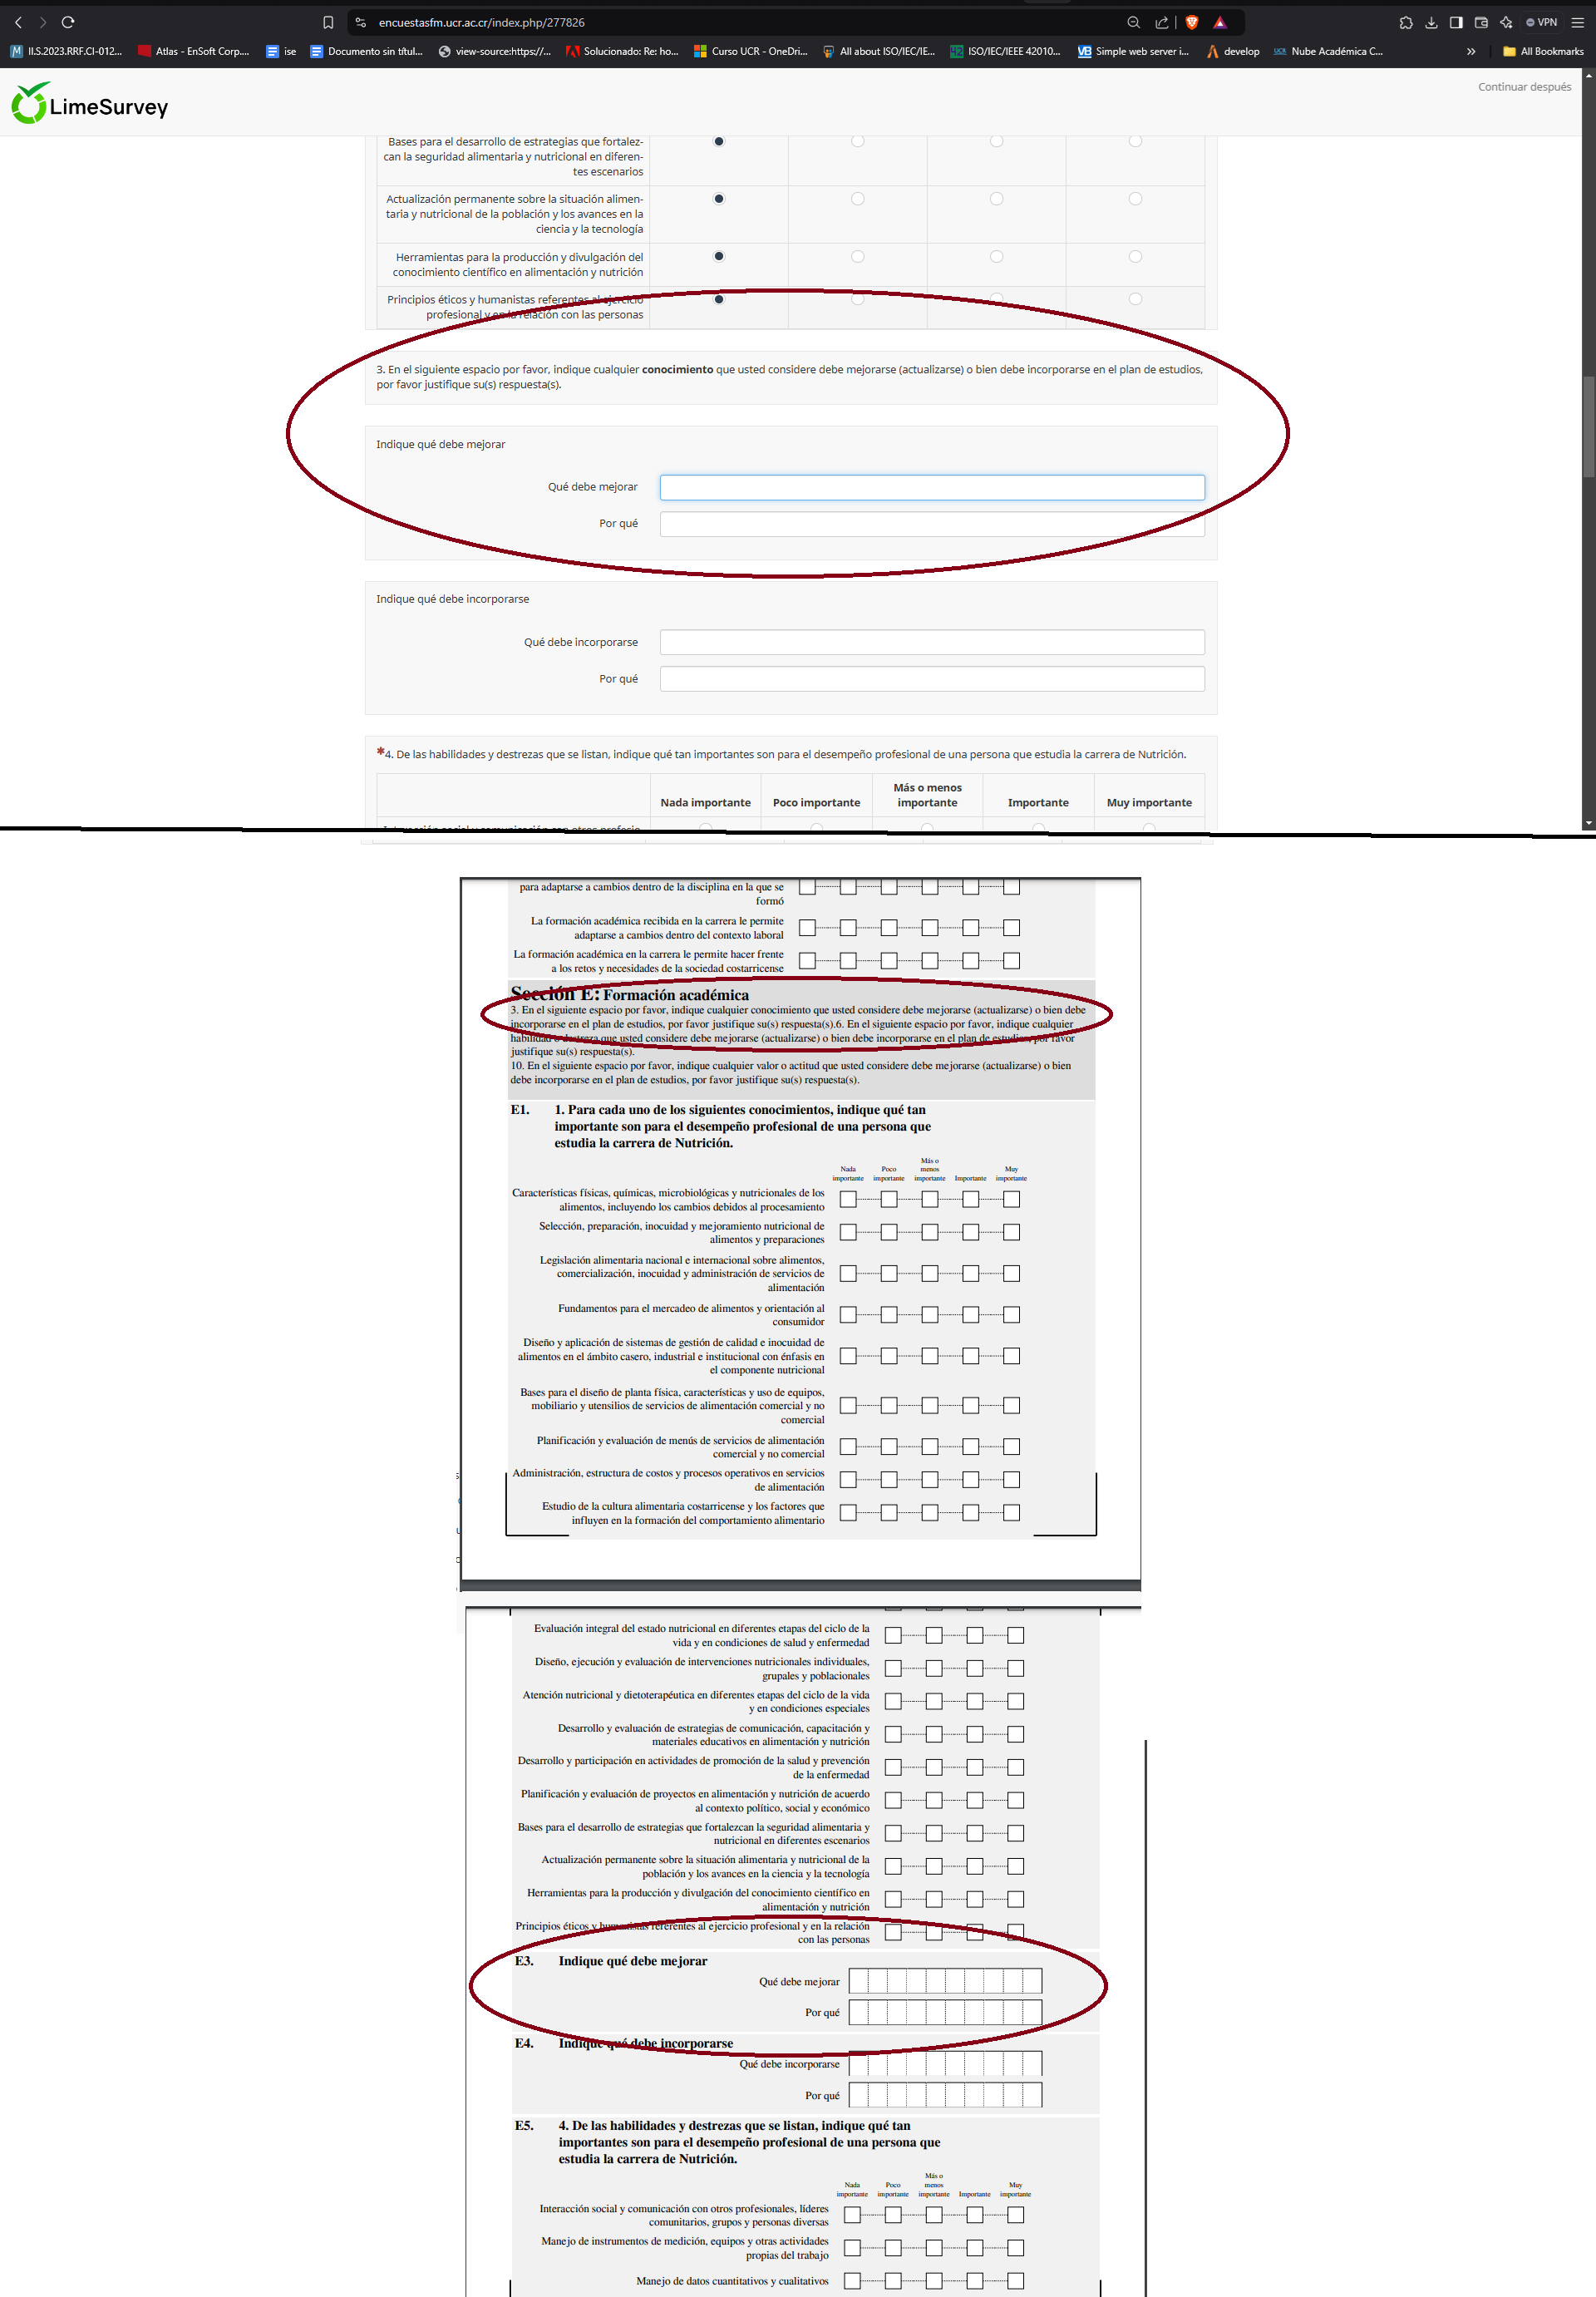 encuestasfm.ucr.ac.cr/index.php/277826
VPN
II.S.2023.RRF.CI-012...
Atlas - EnSoft Corp....
ise
Documento sin títul...
view-source:https://...
Solucionado: Re: ho...
Curso UCR - OneDri...
All about ISO/IEC/IE...
ISO/IEC/IEEE 42010...
Simple web server i...
develop
Nube Académica C...
All Bookmarks
LimeSurvey
Continuar después
Bases para el desarrollo de estrategias que fortalez-
can la seguridad alimentaria y nutricional en diferen-
tes escenarios
Actualización permanente sobre la situación alimen-
taria y nutricional de la población y los avances en la
ciencia y la tecnología
Herramientas para la producción y divulgación del
conocimiento científico en alimentación y nutrición
Principios éticos y humanistas referentes al ejercicio
profesional y en la relación con las personas
3. En el siguiente espacio por favor, indique cualquier conocimiento que usted considere debe mejorarse (actualizarse) o bien debe incorporarse en el plan de estudios,
por favor justifique su(s) respuesta(s).
Indique qué debe mejorar
Qué debe mejorar
Por qué
Indique qué debe incorporarse
Qué debe incorporarse
Por qué
*4. De las habilidades y destrezas que se listan, indique qué tan importantes son para el desempeño profesional de una persona que estudia la carrera de Nutrición.
Nada importante Poco importante Más o menos importante Importante Muy importante
para adaptarse a cambios dentro de la disciplina en la que se
formó
La formación académica recibida en la carrera le permite
adaptarse a cambios dentro del contexto laboral
La formación académica en la carrera le permite hacer frente
a los retos y necesidades de la sociedad costarricense
Sección E: Formación académica
3. En el siguiente espacio por favor, indique cualquier conocimiento que usted considere debe mejorarse (actualizarse) o bien debe
incorporarse en el plan de estudios, por favor justifique su(s) respuesta(s).6. En el siguiente espacio por favor, indique cualquier
habilidad o destreza que usted considere debe mejorarse (actualizarse) o bien debe incorporarse en el plan de estudios, por favor
justifique su(s) respuesta(s).
10. En el siguiente espacio por favor, indique cualquier valor o actitud que usted considere debe mejorarse (actualizarse) o bien
debe incorporarse en el plan de estudios, por favor justifique su(s) respuesta(s).
E1. 1. Para cada uno de los siguientes conocimientos, indique qué tan
importante son para el desempeño profesional de una persona que
estudia la carrera de Nutrición.
Nada importante Poco importante Más o menos importante Importante Muy importante
Características físicas, químicas, microbiológicas y nutricionales de los
alimentos, incluyendo los cambios debidos al procesamiento
Selección, preparación, inocuidad y mejoramiento nutricional de
alimentos y preparaciones
Legislación alimentaria nacional e internacional sobre alimentos,
comercialización, inocuidad y administración de servicios de
alimentación
Fundamentos para el mercadeo de alimentos y orientación al
consumidor
Diseño y aplicación de sistemas de gestión de calidad e inocuidad de
alimentos en el ámbito casero, industrial e institucional con énfasis en
el componente nutricional
Bases para el diseño de planta física, características y uso de equipos,
mobiliario y utensilios de servicios de alimentación comercial y no
comercial
Planificación y evaluación de menús de servicios de alimentación
comercial y no comercial
Administración, estructura de costos y procesos operativos en servicios
de alimentación
Estudio de la cultura alimentaria costarricense y los factores que
influyen en la formación del comportamiento alimentario
Evaluación integral del estado nutricional en diferentes etapas del ciclo de la
vida y en condiciones de salud y enfermedad
Diseño, ejecución y evaluación de intervenciones nutricionales individuales,
grupales y poblacionales
Atención nutricional y dietoterapéutica en diferentes etapas del ciclo de la vida
y en condiciones especiales
Desarrollo y evaluación de estrategias de comunicación, capacitación y
materiales educativos en alimentación y nutrición
Desarrollo y participación en actividades de promoción de la salud y prevención
de la enfermedad
Planificación y evaluación de proyectos en alimentación y nutrición de acuerdo
al contexto político, social y económico
Bases para el desarrollo de estrategias que fortalezcan la seguridad alimentaria y
nutricional en diferentes escenarios
Actualización permanente sobre la situación alimentaria y nutricional de la
población y los avances en la ciencia y la tecnología
Herramientas para la producción y divulgación del conocimiento científico en
alimentación y nutrición
Principios éticos y humanistas referentes al ejercicio profesional y en la relación
con las personas
E3. Indique qué debe mejorar
Qué debe mejorar
Por qué
E4. Indique qué debe incorporarse
Qué debe incorporarse
Por qué
E5. 4. De las habilidades y destrezas que se listan, indique qué tan
importantes son para el desempeño profesional de una persona que
estudia la carrera de Nutrición.
Nada importante Poco importante Más o menos importante Importante Muy importante
Interacción social y comunicación con otros profesionales, líderes
comunitarios, grupos y personas diversas
Manejo de instrumentos de medición, equipos y otras actividades
propias del trabajo
Manejo de datos cuantitativos y cualitativos